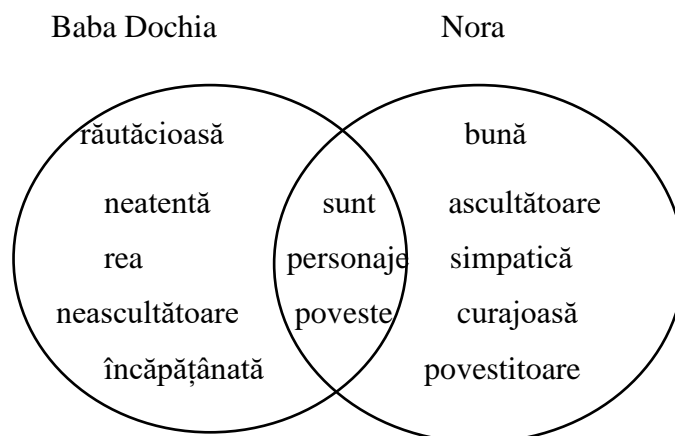 Baba Dochia Nora
răutăcioasă bună
neatentă sunt ascultătoare
rea personaje simpatică
neascultătoare poveste curajoasă
încăpățânată povestitoare